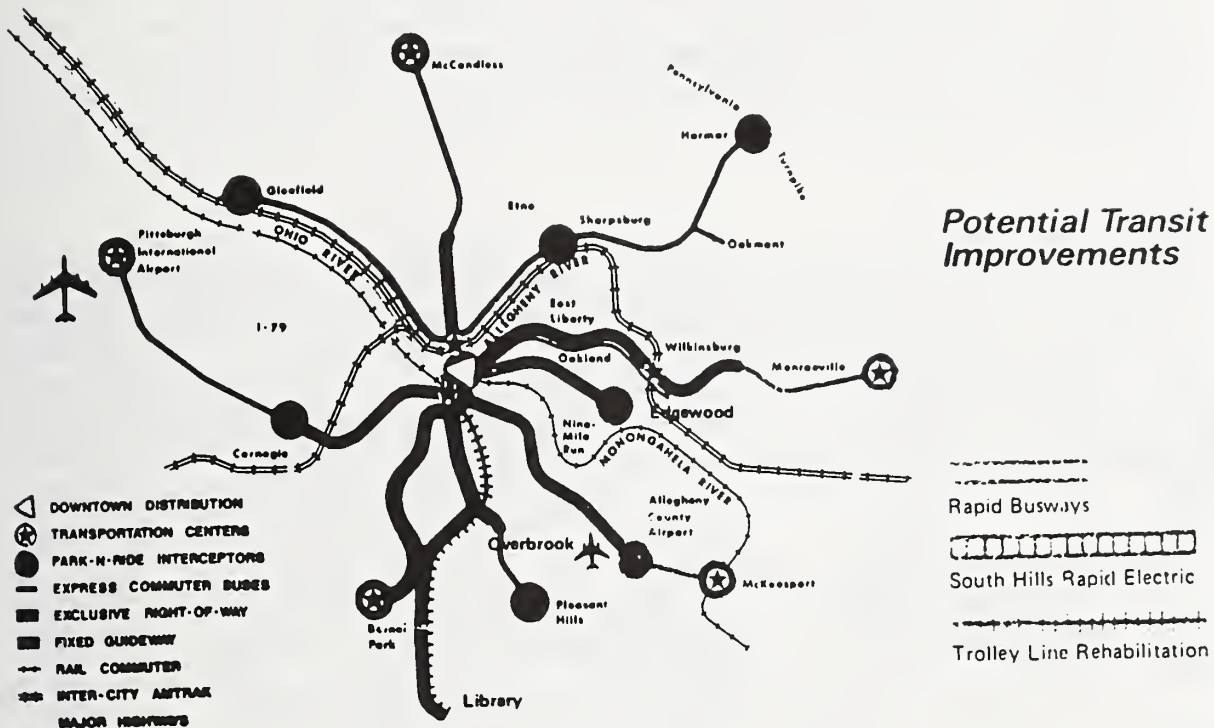 McCandless
Pennsylvania
Harmar
Turnpike
Glenfield
Etna
Sharpsburg
Oakmont
Potential Transit
Improvements
OHIO
RIVER
Pittsburgh
International
Airport
I-79
ALLEGHENY RIVER
East
Liberty
Oakland
Wilkinsburg
Monroeville
Edgewood
Nine-
Mile
Run
MONONGAHELA
RIVER
Carnegie
Allegheny
County
Airport
Overbrook
McKeesport
Pleasant
Hills
Park
Library
DOWNTOWN DISTRIBUTION
TRANSPORTATION CENTERS
PARK-N-RIDE INTERCEPTORS
EXPRESS COMMUTER BUSES
EXCLUSIVE RIGHT-OF-WAY
FIXED GUIDEWAY
RAIL COMMUTER
INTER-CITY AMTRAK
MAJOR HIGHWAYS
Rapid Busways
South Hills Rapid Electric
Trolley Line Rehabilitation